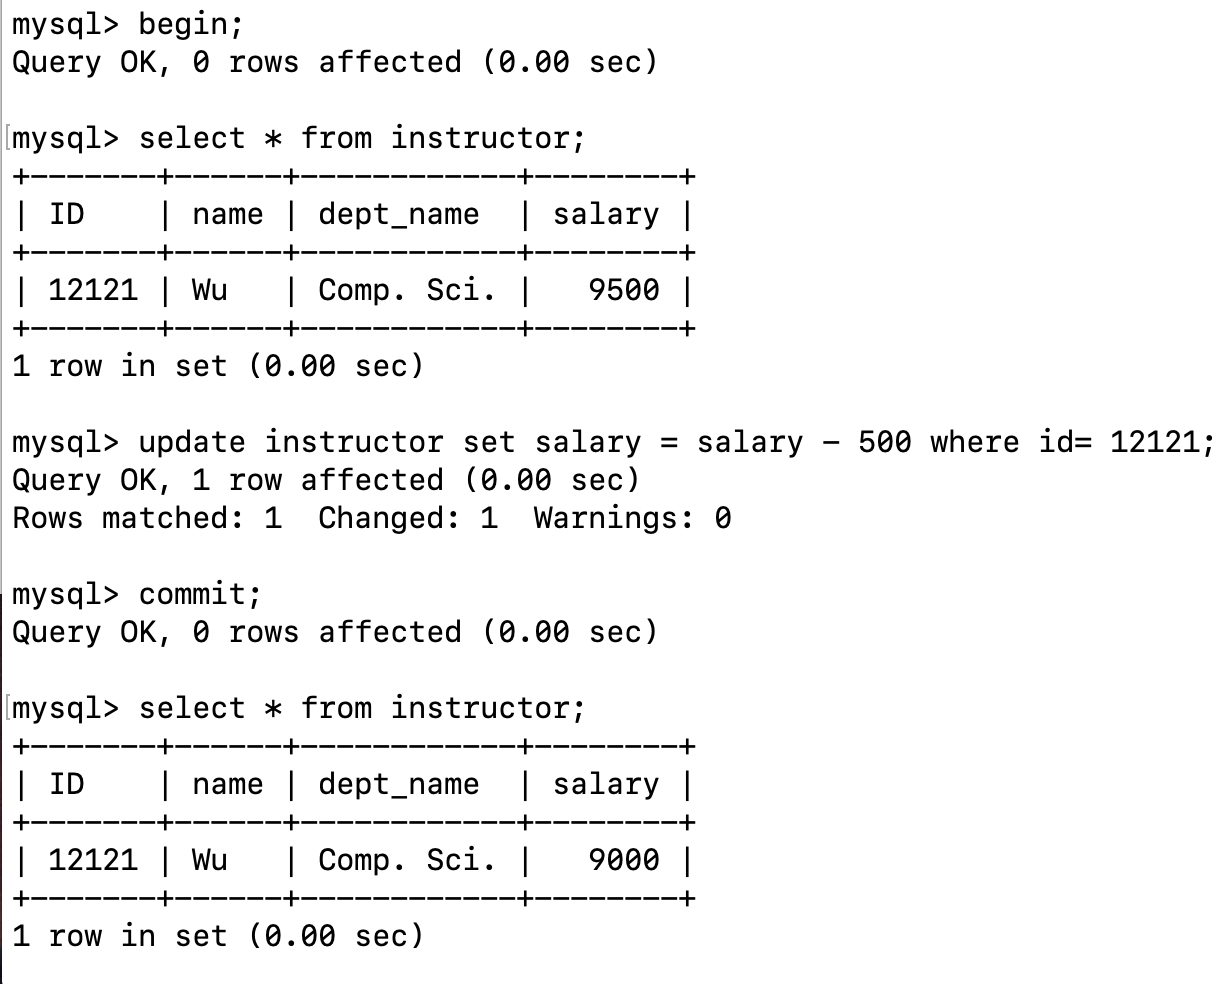 mysql> begin;
Query OK, 0 rows affected (0.00 sec)
[mysql> select * from instructor;
+-------+------+------------+--------+
| ID    | name | dept_name  | salary |
+-------+------+------------+--------+
| 12121 | Wu   | Comp. Sci. |   9500 |
+-------+------+------------+--------+
1 row in set (0.00 sec)
mysql> update instructor set salary = salary - 500 where id= 12121;
Query OK, 1 row affected (0.00 sec)
Rows matched: 1  Changed: 1  Warnings: 0
mysql> commit;
Query OK, 0 rows affected (0.00 sec)
[mysql> select * from instructor;
+-------+------+------------+--------+
| ID    | name | dept_name  | salary |
+-------+------+------------+--------+
| 12121 | Wu   | Comp. Sci. |   9000 |
+-------+------+------------+--------+
1 row in set (0.00 sec)